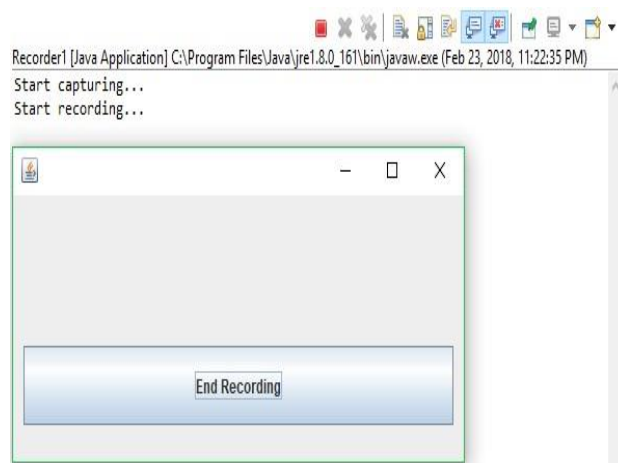 Recorder1 [Java Application] C:\Program Files\Java\jre1.8.0_161\bin\javaw.exe (Feb 23, 2018, 11:22:35 PM)
Start capturing...
Start recording...
End Recording